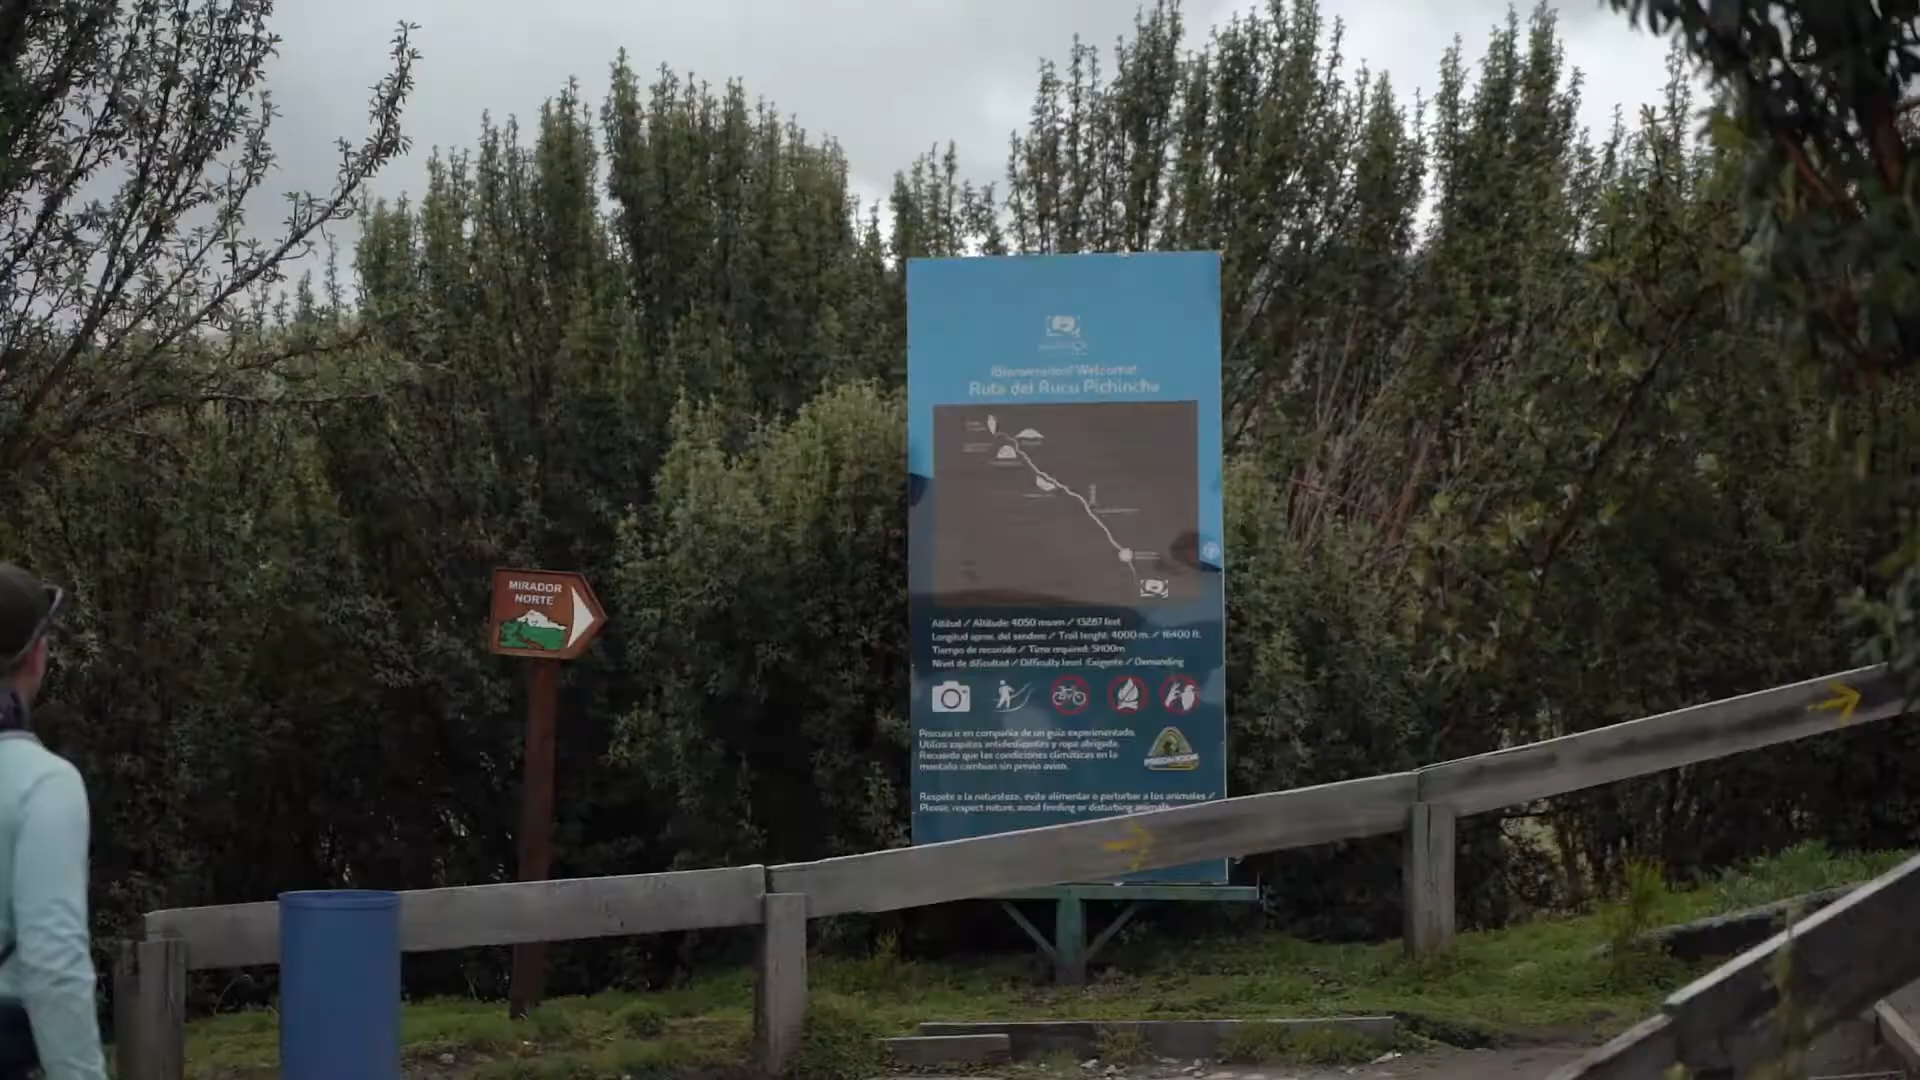 MIRADOR
NORTE
¡Bienvenidos! Welcome!
Ruta del Rucu Pichincha
Altitud / Altitude: 4050 msnm / 13287 feet
Longitud aprox. del sendero / Trail lenght: 4000 m. / 16400 ft.
Tiempo de recorrido / Time required: 5H00m
Nivel de dificultad / Difficulty level: Exigente / Demanding
Procura ir en compañía de un guía experimentado.
Utiliza zapatos antideslizantes y ropa abrigada.
Recuerda que las condiciones climáticas en la
montaña cambian sin previo aviso.
Respete a la naturaleza, evite alimentar o perturbar a los animales /
Please, respect nature, avoid feeding or disturbing animals.